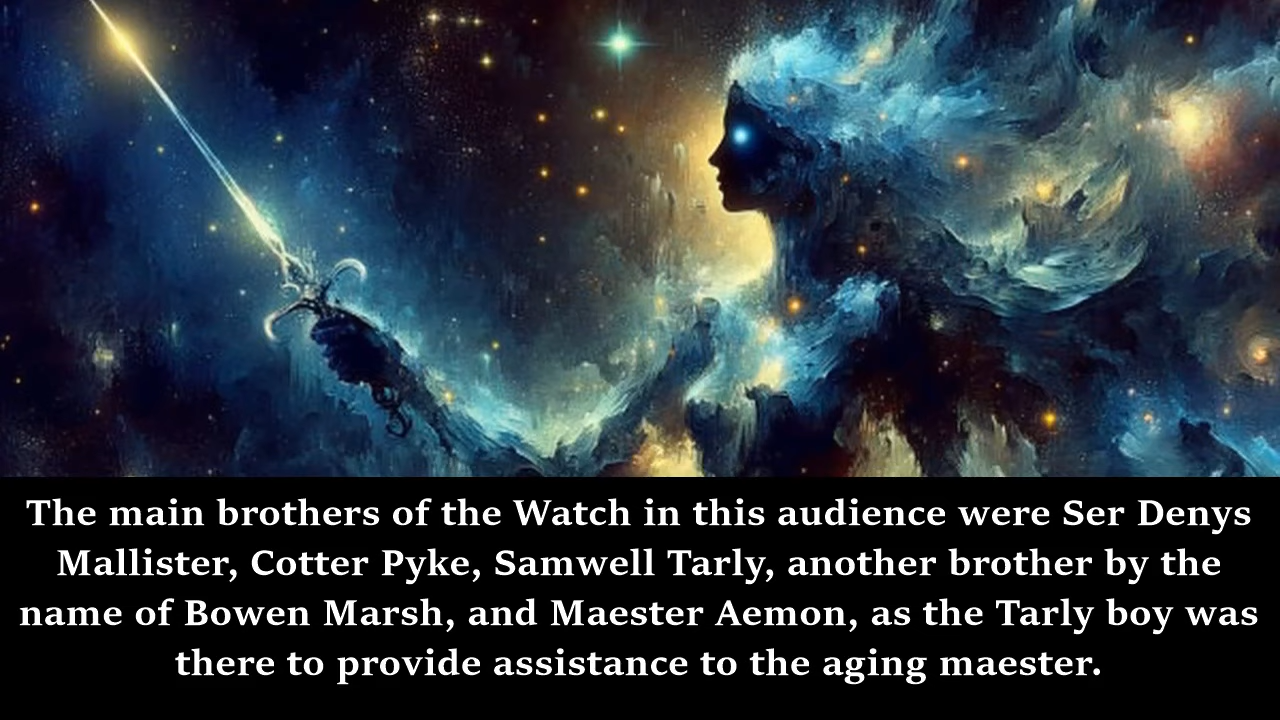 The main brothers of the Watch in this audience were Ser Denys
Mallister, Cotter Pyke, Samwell Tarly, another brother by the
name of Bowen Marsh, and Maester Aemon, as the Tarly boy was
there to provide assistance to the aging maester.